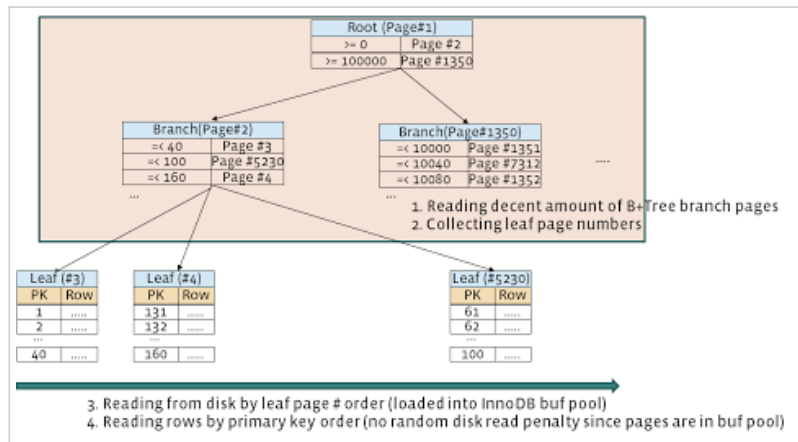 Root (Page#1)
>= 0 Page #2
>= 100000 Page #1350
Branch(Page#2)
=< 40 Page #3
=< 100 Page #5230
=< 160 Page #4
...
Branch(Page#1350)
=< 10000 Page #1351
=< 10040 Page #7312
=< 10080 Page #1352
...
....
1. Reading decent amount of B+Tree branch pages
2. Collecting leaf page numbers
Leaf (#3)
PK Row
1 .....
2 .....
...
40 .....
Leaf (#4)
PK Row
131 .....
132 .....
...
160 .....
Leaf (#5230)
PK Row
61 .....
62 .....
...
100 .....
3. Reading from disk by leaf page # order (loaded into InnoDB buf pool)
4. Reading rows by primary key order (no random disk read penalty since pages are in buf pool)